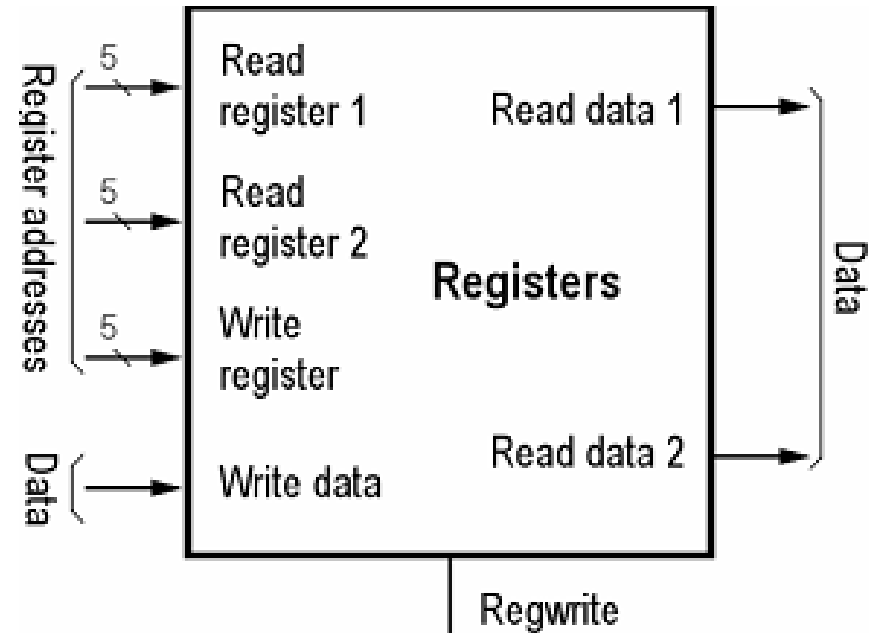 Register addresses
5
Read
register 1
5
Read
register 2
5
Write
register
Data
Write data
Registers
Read data 1
Read data 2
Data
Regwrite